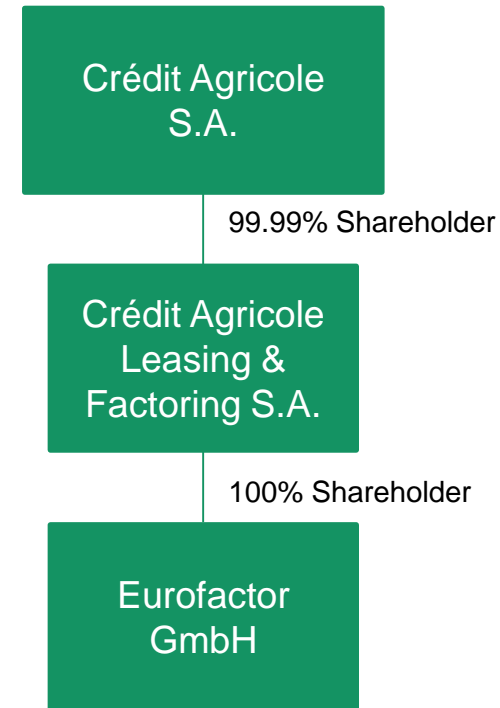 Crédit Agricole
S.A.
99.99% Shareholder
Crédit Agricole
Leasing &
Factoring S.A.
100% Shareholder
Eurofactor
GmbH